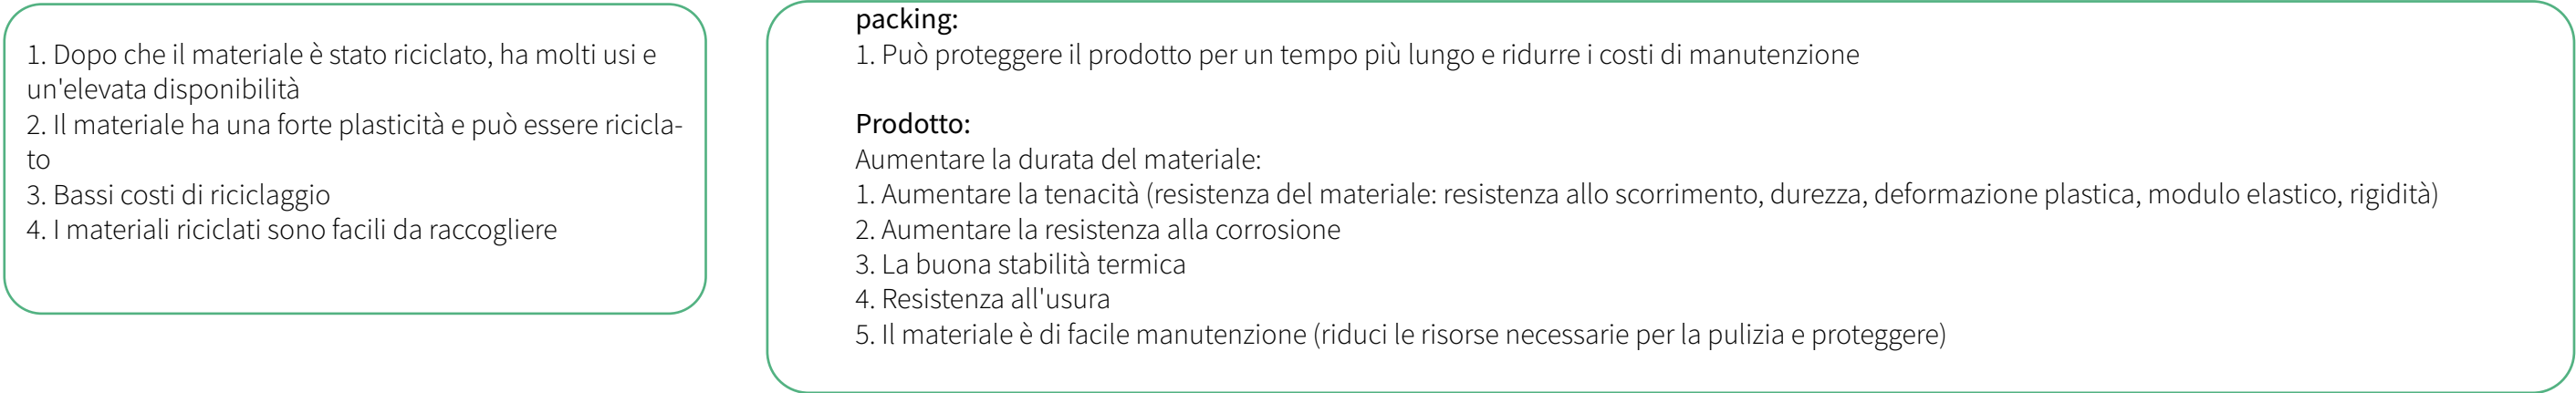 1. Dopo che il materiale è stato riciclato, ha molti usi e
un'elevata disponibilità
2. Il materiale ha una forte plasticità e può essere ricicla-
to
3. Bassi costi di riciclaggio
4. I materiali riciclati sono facili da raccogliere
packing:
1. Può proteggere il prodotto per un tempo più lungo e ridurre i costi di manutenzione
Prodotto:
Aumentare la durata del materiale:
1. Aumentare la tenacità (resistenza del materiale: resistenza allo scorrimento, durezza, deformazione plastica, modulo elastico, rigidità)
2. Aumentare la resistenza alla corrosione
3. La buona stabilità termica
4. Resistenza all'usura
5. Il materiale è di facile manutenzione (riduci le risorse necessarie per la pulizia e proteggere)